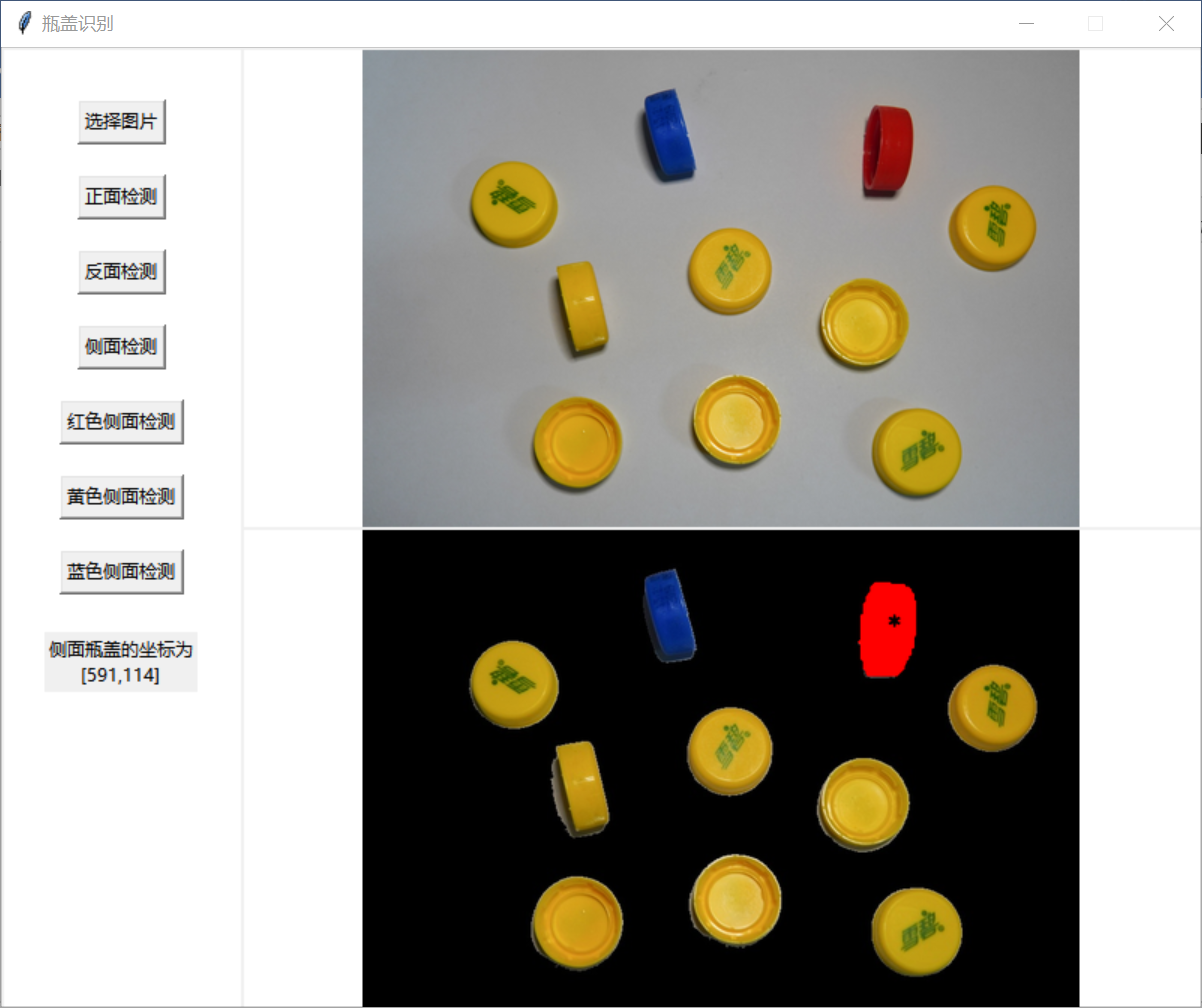 瓶盖识别
选择图片
正面检测
反面检测
侧面检测
红色侧面检测
黄色侧面检测
蓝色侧面检测
侧面瓶盖的坐标为
[591,114]